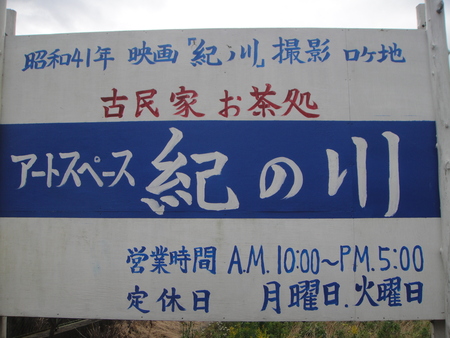 昭和41年 映画「紀ノ川」撮影 ロケ地
古民家 お茶処
アートスペース 紀の川
営業時間 A.M.10:00～P.M.5:00
定休日 月曜日.火曜日